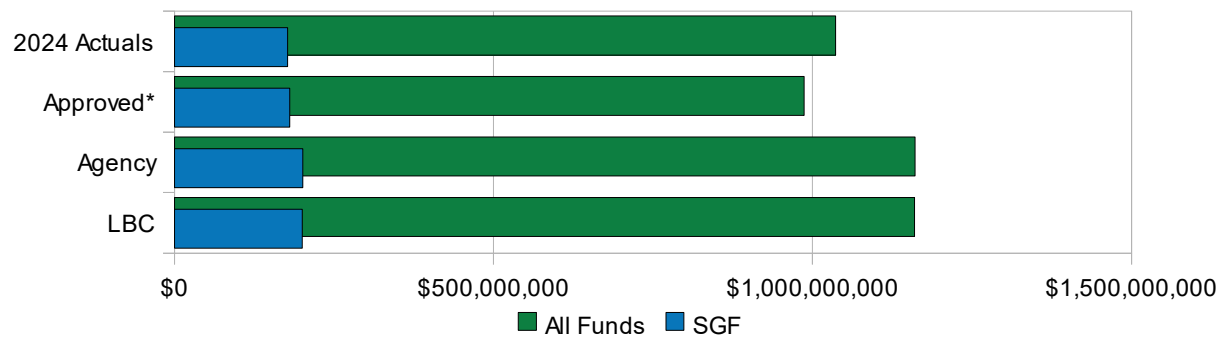 2024 Actuals
Approved*
Agency
LBC
$0 $500,000,000 $1,000,000,000 $1,500,000,000
All Funds SGF